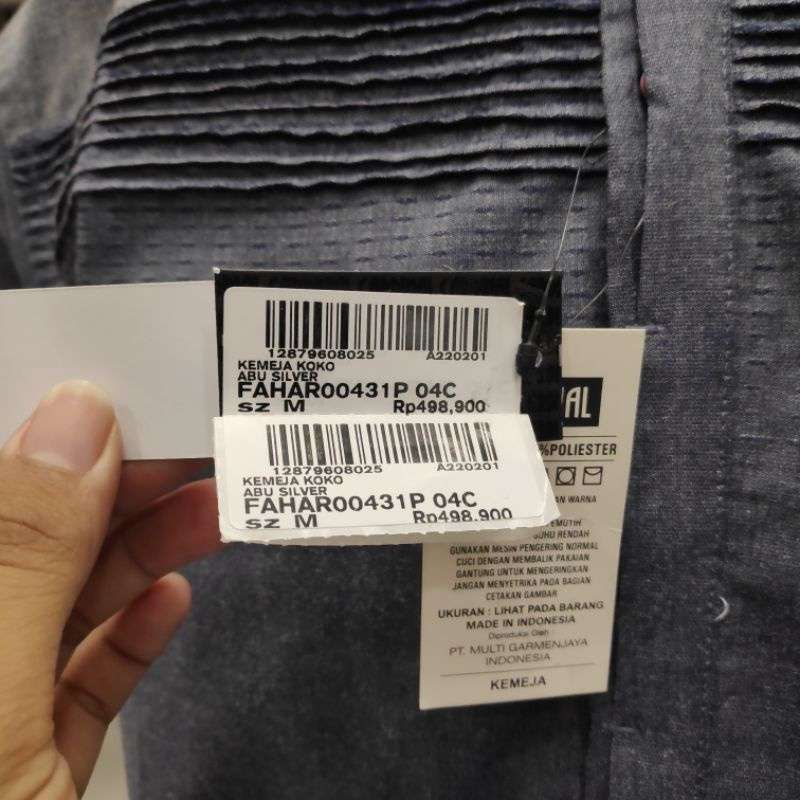 12879608025 A220201
KEMEJA KOKO
ABU SILVER
FAHAR00431P 04C
SZ M Rp498,900
12879608025 A220201
KEMEJA KOKO
ABU SILVER
FAHAR00431P 04C
SZ M Rp498,900
%POLIESTER
WARNA
SUHU RENDAH
GUNAKAN MESIN PENGERING NORMAL
CUCI DENGAN MEMBALIK PAKAIAN
GANTUNG UNTUK MENGERINGKAN
JANGAN MENYETRIKA PADA BAGIAN
CETAKAN GAMBAR
UKURAN : LIHAT PADA BARANG
MADE IN INDONESIA
Diproduksi Oleh
PT. MULTI GARMENJAYA
INDONESIA
KEMEJA